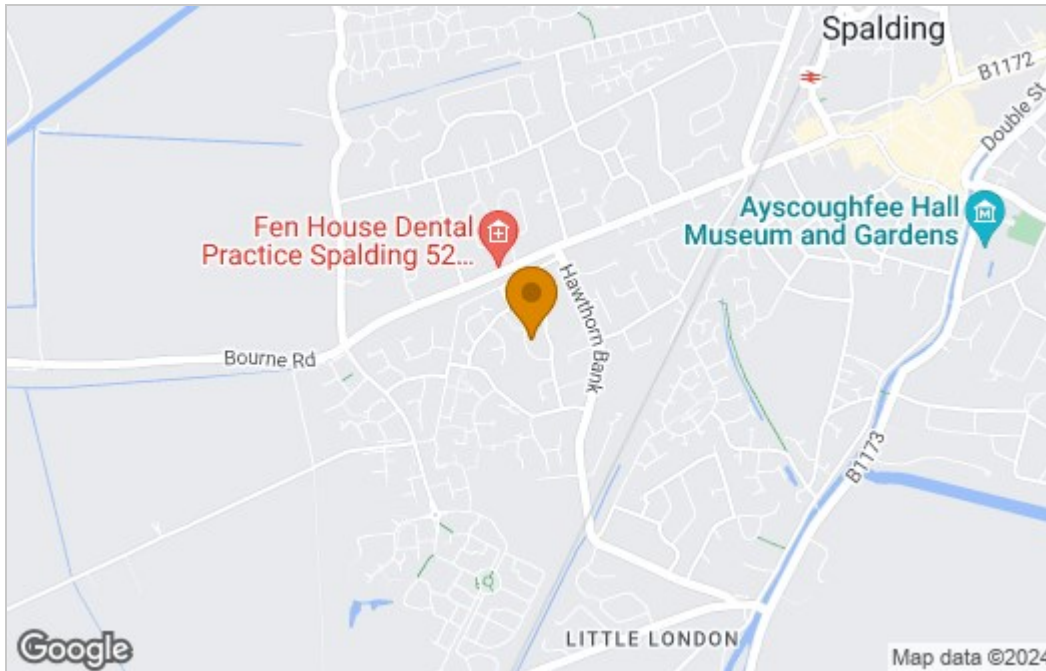 Spalding
B1172
Double St
Ayscoughfee Hall
Museum and Gardens
Fen House Dental
Practice Spalding 52...
Hawthorn Bank
Bourne Rd
B1173
LITTLE LONDON
Google
Map data ©2024